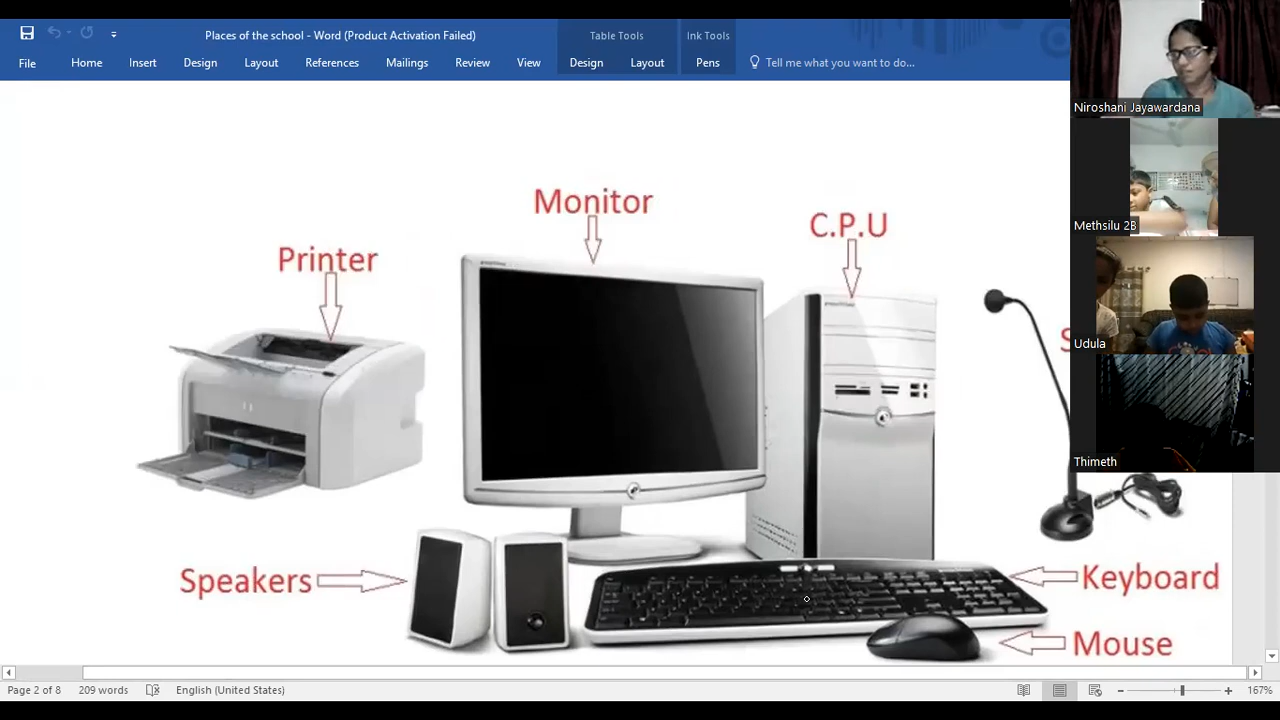 Places of the school - Word (Product Activation Failed)
Table Tools
Ink Tools
File Home Insert Design Layout References Mailings Review View Design Layout Pens Tell me what you want to do...
Niroshani Jayawardana
Methsilu 2B
Udula
Thimeth
Monitor
C.P.U
Printer
Speakers
Keyboard
Mouse
Page 2 of 8 209 words English (United States) 167%